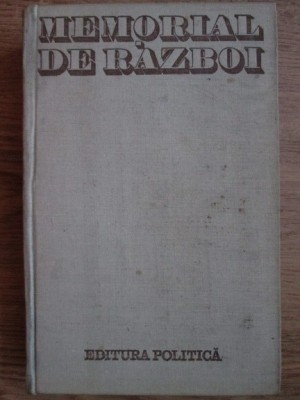 MEMORIAL
DE RĂZBOI
EDITURA POLITICĂ